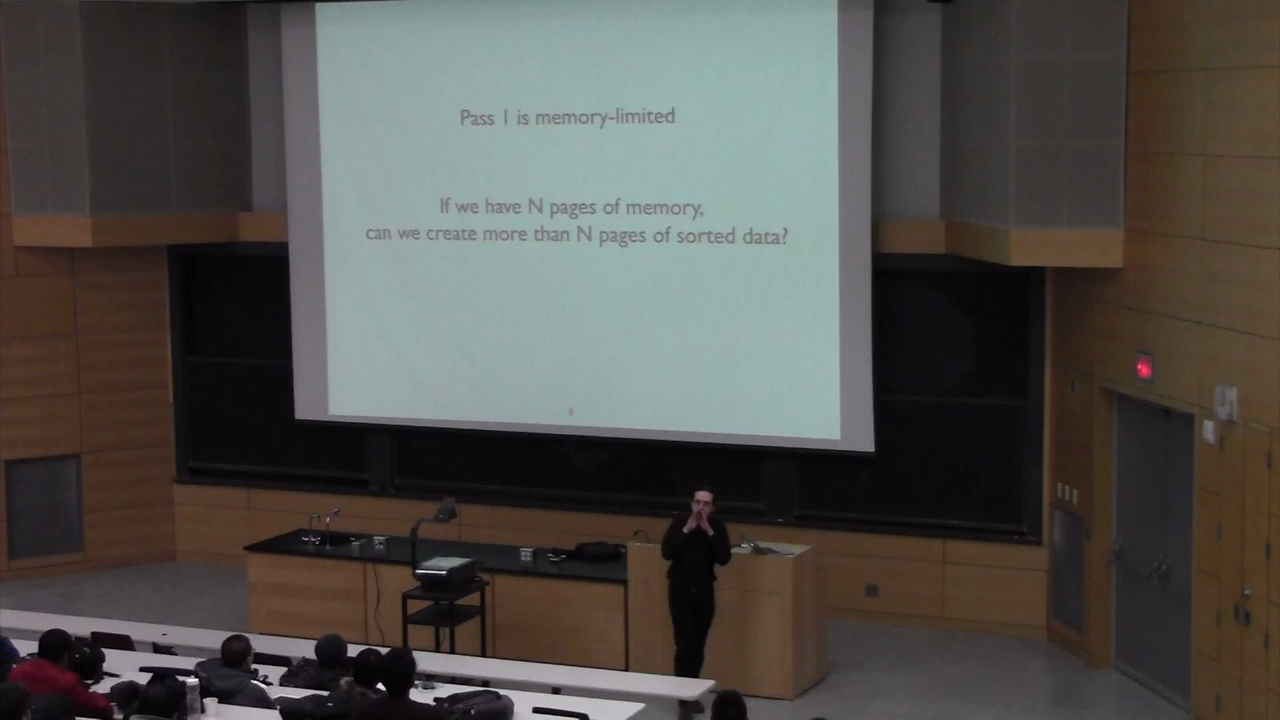 Pass 1 is memory-limited
If we have N pages of memory,
can we create more than N pages of sorted data?